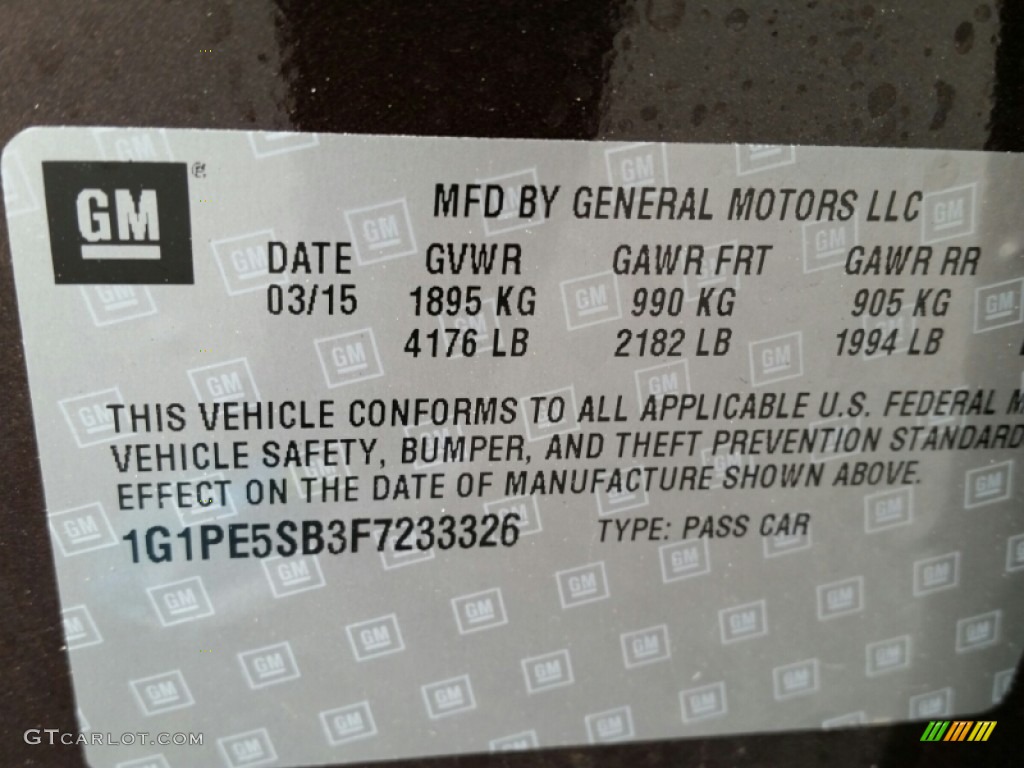 GM
MFD BY GENERAL MOTORS LLC
DATE GVWR GAWR FRT GAWR RR
03/15 1895 KG 990 KG 905 KG
4176 LB 2182 LB 1994 LB
THIS VEHICLE CONFORMS TO ALL APPLICABLE U.S. FEDERAL M
VEHICLE SAFETY, BUMPER, AND THEFT PREVENTION STANDARD
EFFECT ON THE DATE OF MANUFACTURE SHOWN ABOVE.
1G1PE5SB3F7233326 TYPE: PASS CAR
GTCARLOT.COM